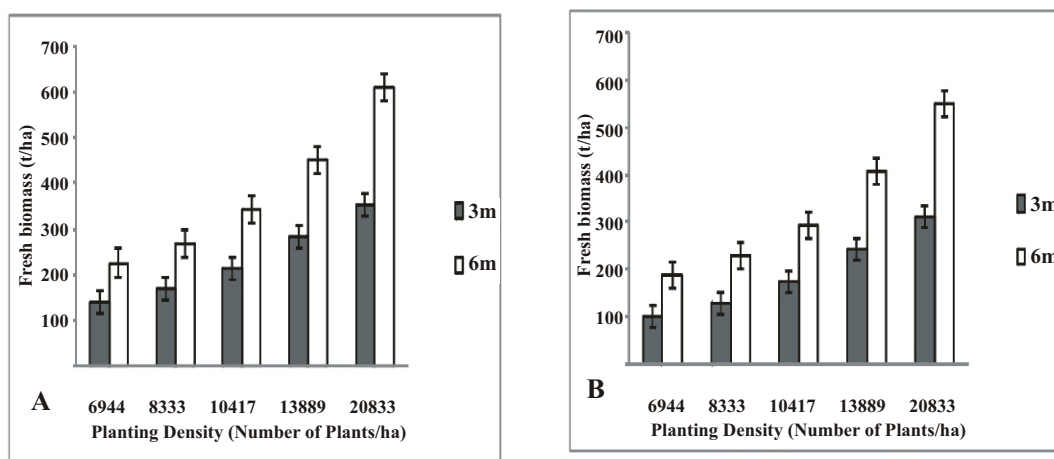 700
600
500
400
300
200
100
Fresh biomass (t/ha)
3m
6m
A
6944 8333 10417 13889 20833
Planting Density (Number of Plants/ha)
700
600
500
400
300
200
100
Fresh biomass (t/ha)
3m
6m
B
6944 8333 10417 13889 20833
Planting Density (Number of Plants/ha)